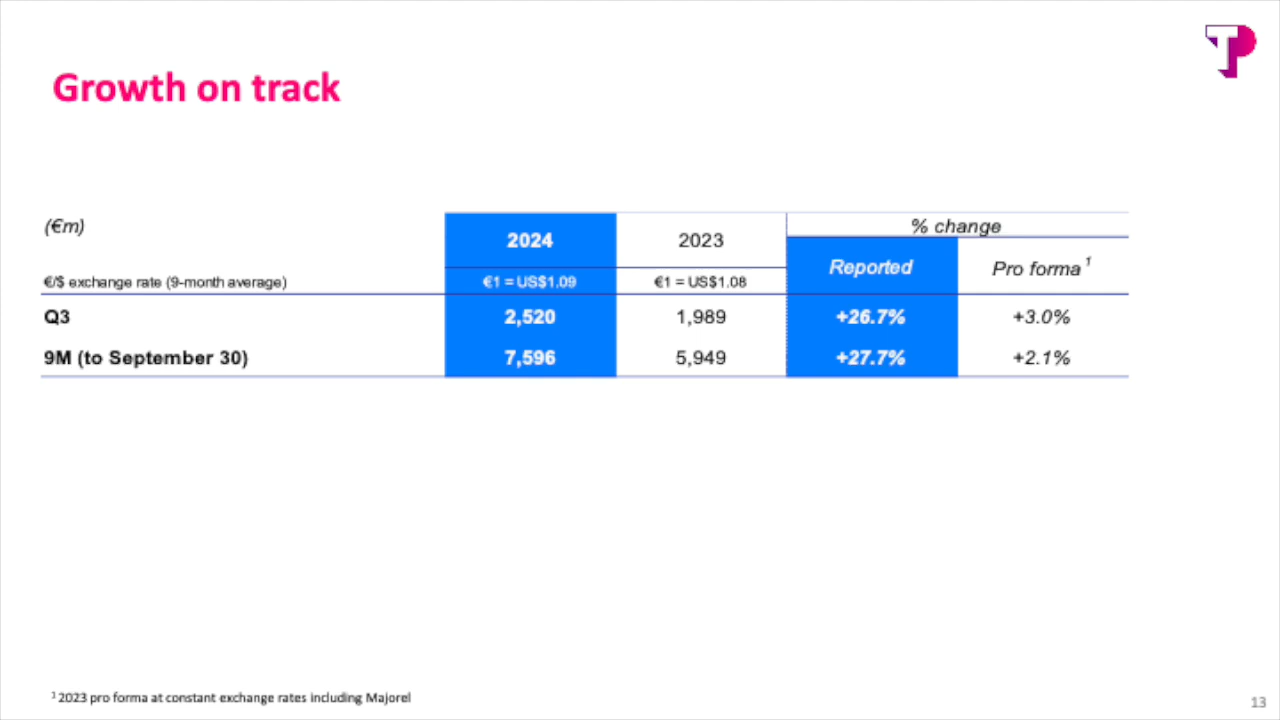 TP
Growth on track
(€m)
2024
2023
% change
Reported
Pro forma ¹
€/$ exchange rate (9-month average)
€1 = US$1.09
€1 = US$1.08
Q3
2,520
1,989
+26.7%
+3.0%
9M (to September 30)
7,596
5,949
+27.7%
+2.1%
¹ 2023 pro forma at constant exchange rates including Majorel
13